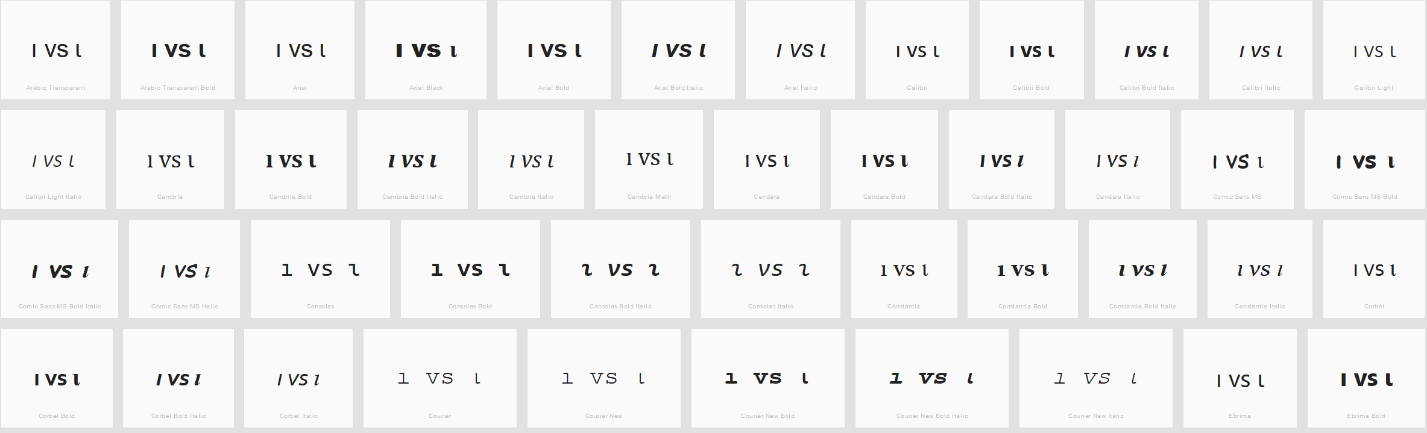 l VS Ɩ l VS Ɩ l VS Ɩ l VS Ɩ l VS Ɩ l VS Ɩ l VS Ɩ l VS Ɩ l VS Ɩ l VS Ɩ l VS Ɩ l VS Ɩ
Arabic Transparent Arabic Transparent Bold Arial Arial Black Arial Bold Arial Bold Italic Arial Italic Calibri Calibri Bold Calibri Bold Italic Calibri Italic Calibri Light
l VS Ɩ l VS Ɩ l VS Ɩ l VS Ɩ l VS Ɩ l VS Ɩ l VS Ɩ l VS Ɩ l VS Ɩ l VS Ɩ l VS Ɩ l VS Ɩ
Calibri Light Italic Cambria Cambria Bold Cambria Bold Italic Cambria Italic Cambria Math Candara Candara Bold Candara Bold Italic Candara Italic Comic Sans MS Comic Sans MS Bold
l VS Ɩ l VS Ɩ l VS Ɩ l VS Ɩ l VS Ɩ l VS Ɩ l VS Ɩ l VS Ɩ l VS Ɩ l VS Ɩ l VS Ɩ
Comic Sans MS Bold Italic Comic Sans MS Italic Consolas Consolas Bold Consolas Bold Italic Consolas Italic Constantia Constantia Bold Constantia Bold Italic Constantia Italic Corbel
l VS Ɩ l VS Ɩ l VS Ɩ l VS Ɩ l VS Ɩ l VS Ɩ l VS Ɩ l VS Ɩ l VS Ɩ l VS Ɩ
Corbel Bold Corbel Bold Italic Corbel Italic Courier Courier New Courier New Bold Courier New Bold Italic Courier New Italic Ebrima Ebrima Bold